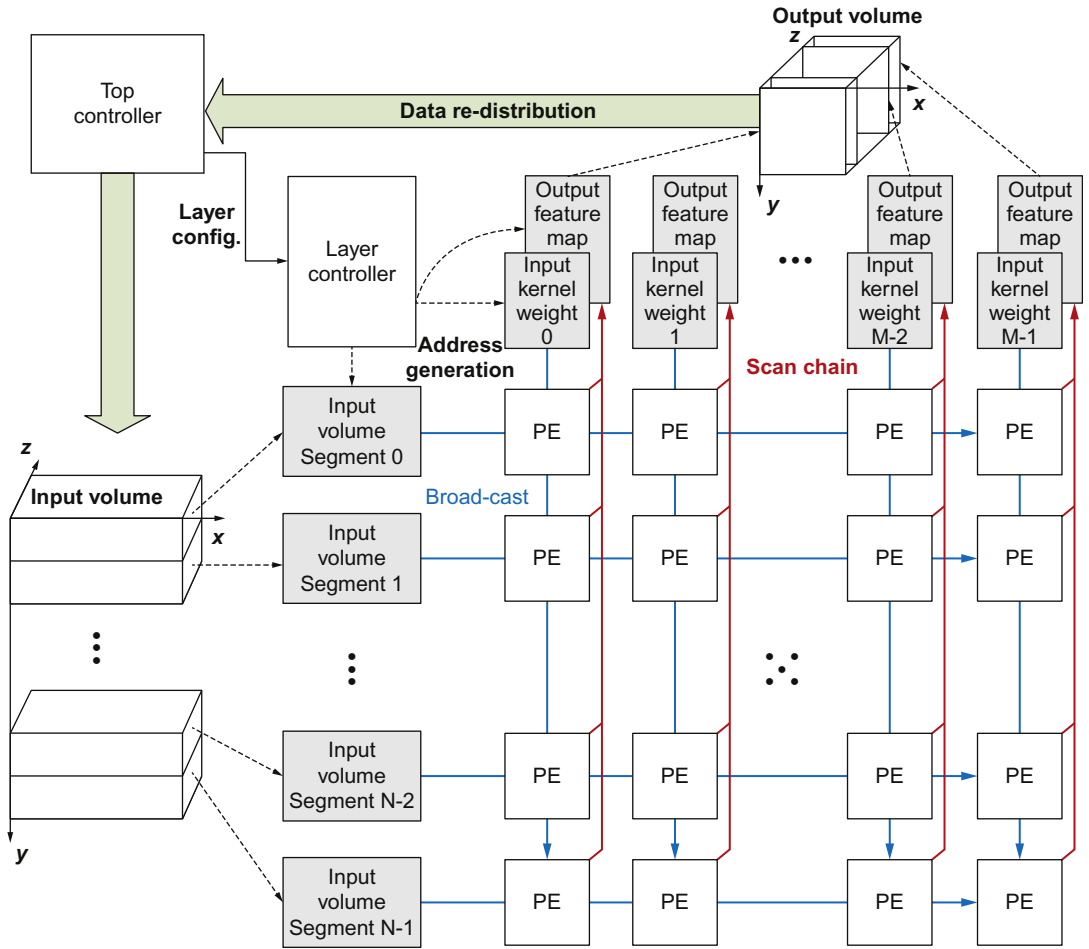 Output volume
z
x
y
Top
controller
Data re-distribution
Layer
config.
Layer
controller
Output
feature
map
Input
kernel
weight
0
Output
feature
map
Input
kernel
weight
1
Output
feature
map
Input
kernel
weight
M-2
Output
feature
map
Input
kernel
weight
M-1
Address
generation
Scan chain
Input
volume
Segment 0
PE
PE
PE
PE
z
Input volume
x
y
Broad-cast
Input
volume
Segment 1
PE
PE
PE
PE
Input
volume
Segment N-2
PE
PE
PE
PE
Input
volume
Segment N-1
PE
PE
PE
PE